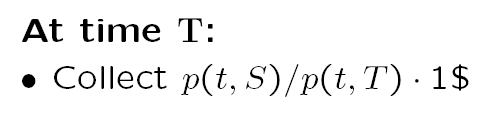 At time T:
• Collect p(t, S)/p(t, T) · 1$